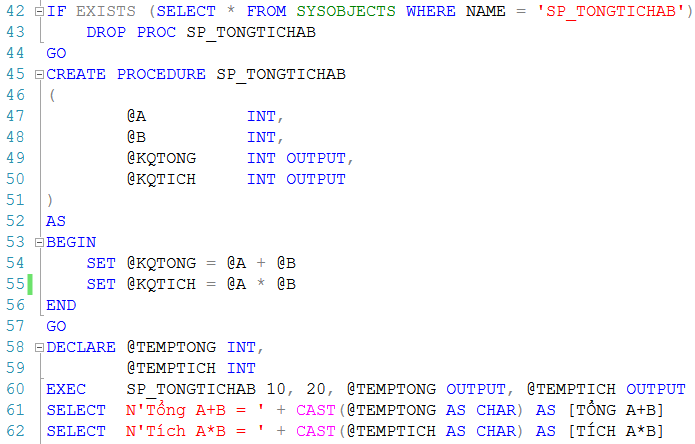 42 IF EXISTS (SELECT * FROM SYSOBJECTS WHERE NAME = 'SP_TONGTICHAB')
43     DROP PROC SP_TONGTICHAB
44 GO
45 CREATE PROCEDURE SP_TONGTICHAB
46 (
47         @A          INT,
48         @B          INT,
49         @KQTONG     INT OUTPUT,
50         @KQTICH     INT OUTPUT
51 )
52 AS
53 BEGIN
54     SET @KQTONG = @A + @B
55     SET @KQTICH = @A * @B
56 END
57 GO
58 DECLARE @TEMPTONG INT,
59         @TEMPTICH INT
60 EXEC    SP_TONGTICHAB 10, 20, @TEMPTONG OUTPUT, @TEMPTICH OUTPUT
61 SELECT  N'Tổng A+B = ' + CAST(@TEMPTONG AS CHAR) AS [TỔNG A+B]
62 SELECT  N'Tích A*B = ' + CAST(@TEMPTICH AS CHAR) AS [TÍCH A*B]